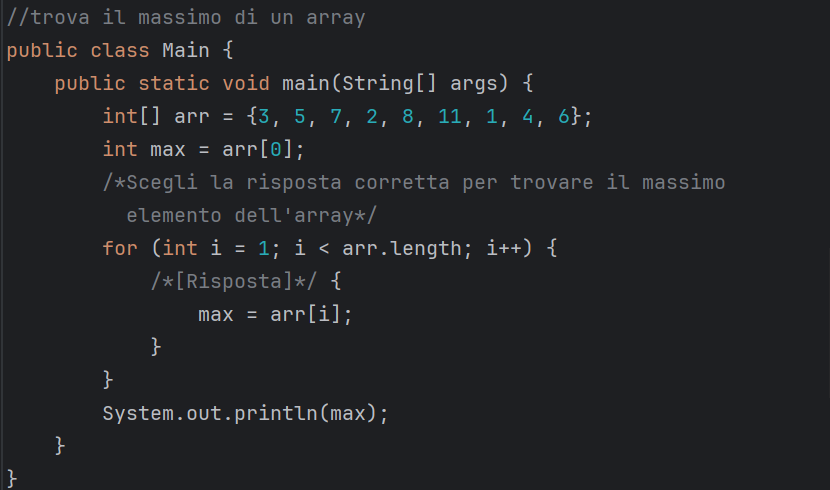 //trova il massimo di un array
public class Main {
    public static void main(String[] args) {
        int[] arr = {3, 5, 7, 2, 8, 11, 1, 4, 6};
        int max = arr[0];
        /*Scegli la risposta corretta per trovare il massimo
          elemento dell'array*/
        for (int i = 1; i < arr.length; i++) {
            /*[Risposta]*/ {
                max = arr[i];
            }
        }
        System.out.println(max);
    }
}